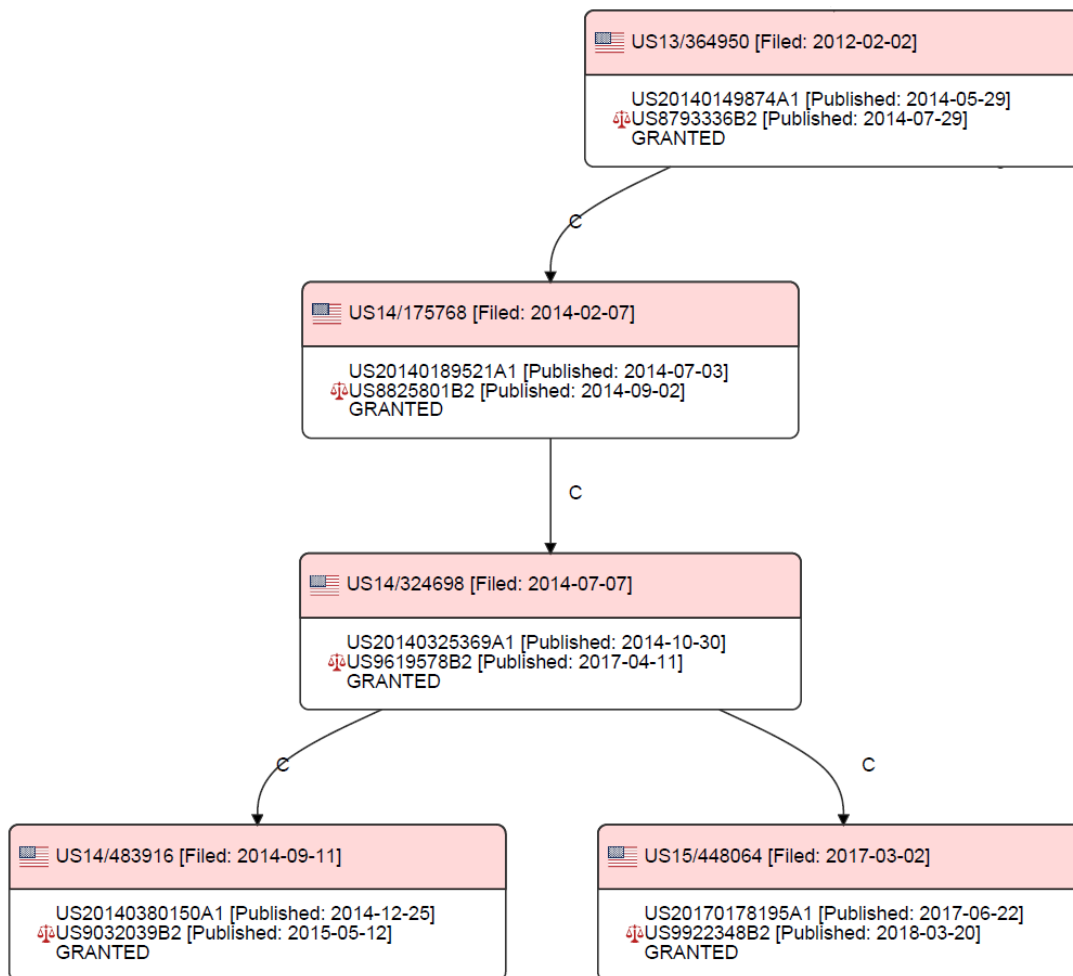 US13/364950 [Filed: 2012-02-02]
US20140149874A1 [Published: 2014-05-29]
US8793336B2 [Published: 2014-07-29]
GRANTED
C
US14/175768 [Filed: 2014-02-07]
US20140189521A1 [Published: 2014-07-03]
US8825801B2 [Published: 2014-09-02]
GRANTED
C
US14/324698 [Filed: 2014-07-07]
US20140325369A1 [Published: 2014-10-30]
US9619578B2 [Published: 2017-04-11]
GRANTED
C
C
US14/483916 [Filed: 2014-09-11]
US20140380150A1 [Published: 2014-12-25]
US9032039B2 [Published: 2015-05-12]
GRANTED
US15/448064 [Filed: 2017-03-02]
US20170178195A1 [Published: 2017-06-22]
US9922348B2 [Published: 2018-03-20]
GRANTED